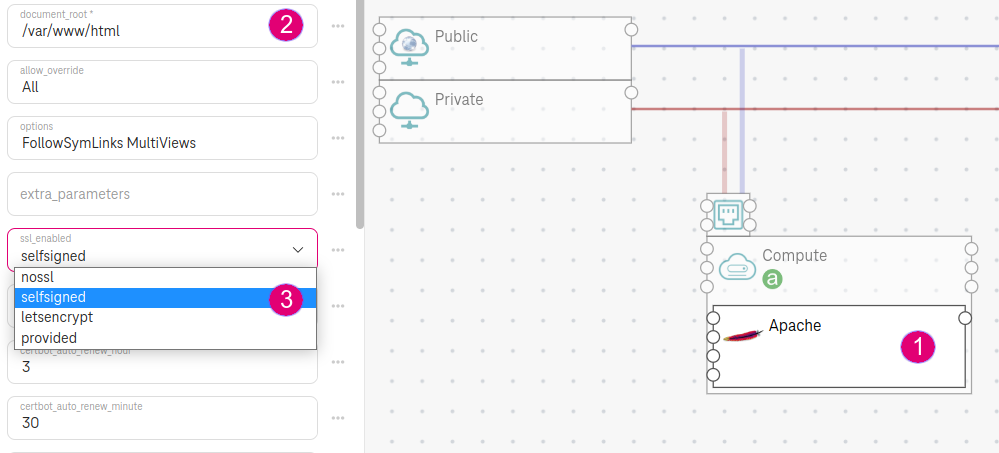 document_root *
/var/www/html
2
allow_override
All
options
FollowSymLinks MultiViews
extra_parameters
ssl_enabled
selfsigned
nossl
selfsigned
3
letsencrypt
provided
certbot_auto_renew_hour
3
certbot_auto_renew_minute
30
Public
Private
Compute
a
Apache
1